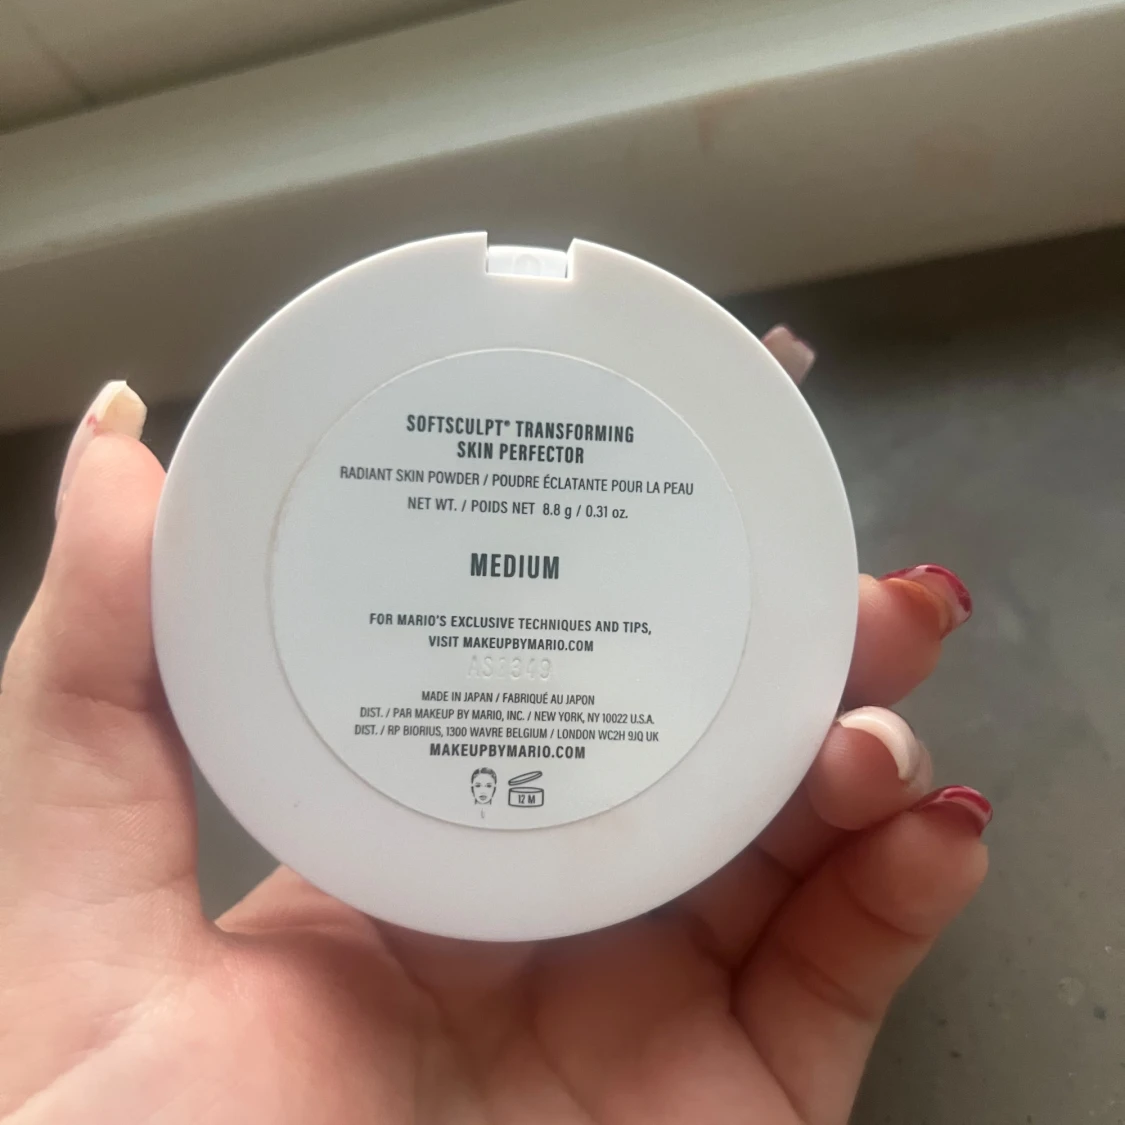 SOFTSCULPT® TRANSFORMING
SKIN PERFECTOR
RADIANT SKIN POWDER / POUDRE ÉCLATANTE POUR LA PEAU
NET WT. / POIDS NET 8.8 g / 0.31 oz.
MEDIUM
FOR MARIO'S EXCLUSIVE TECHNIQUES AND TIPS,
VISIT MAKEUPBYMARIO.COM
MADE IN JAPAN / FABRIQUÉ AU JAPON
DIST. / PAR MAKEUP BY MARIO, INC. / NEW YORK, NY 10022 U.S.A.
DIST. / RP BIORIUS, 1300 WAVRE BELGIUM / LONDON WC2H 9JQ UK
MAKEUPBYMARIO.COM
12 M